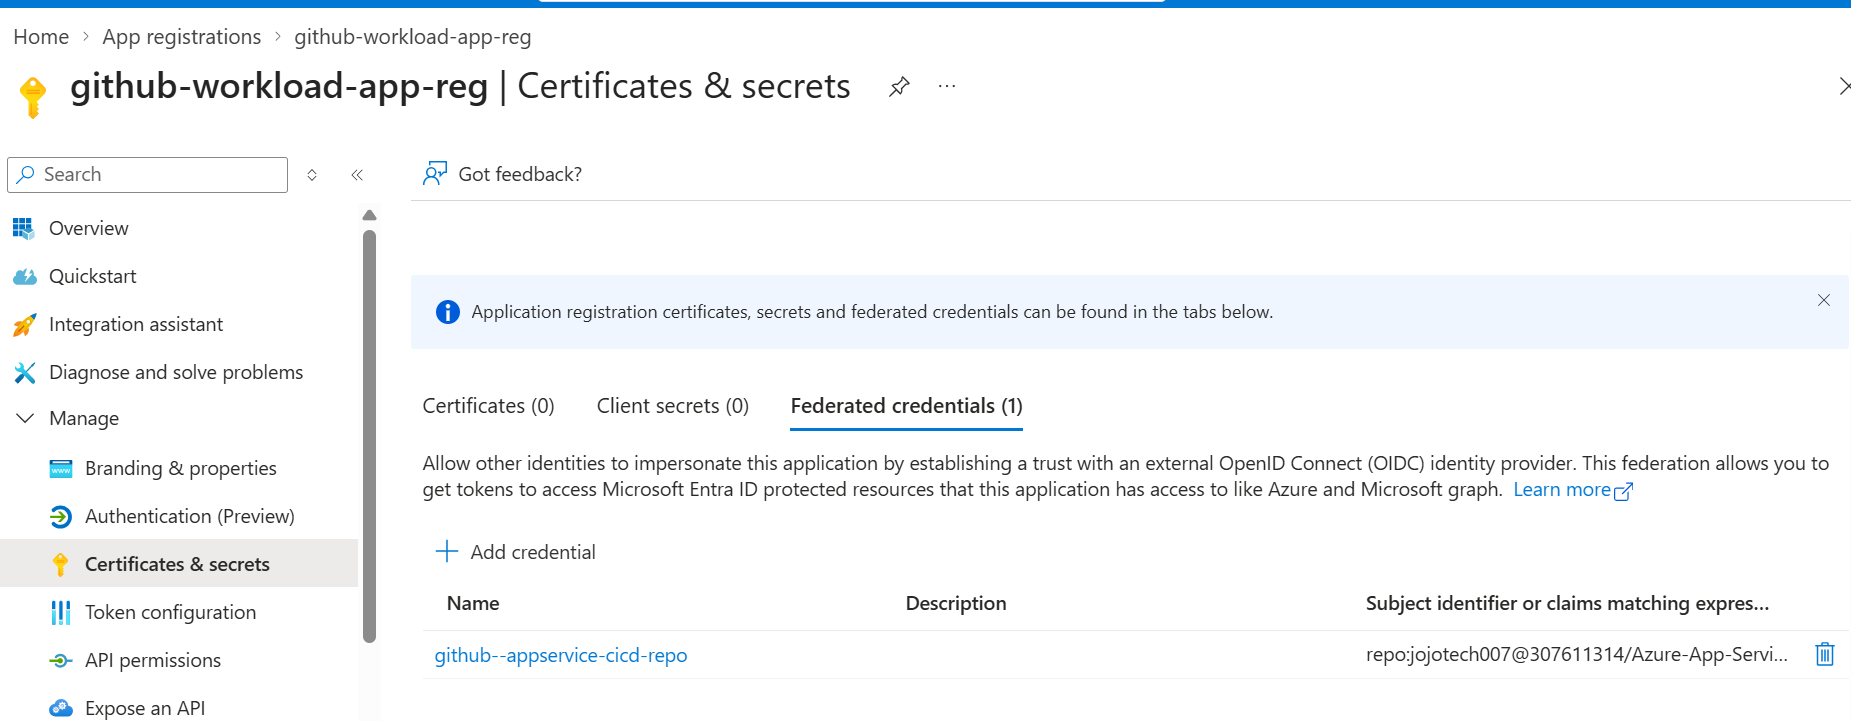 Home > App registrations > github-workload-app-reg
github-workload-app-reg | Certificates & secrets
Search
Got feedback?
Overview
Quickstart
Integration assistant
Diagnose and solve problems
Manage
Branding & properties
Authentication (Preview)
Certificates & secrets
Token configuration
API permissions
Expose an API
Application registration certificates, secrets and federated credentials can be found in the tabs below.
Certificates (0) Client secrets (0) Federated credentials (1)
Allow other identities to impersonate this application by establishing a trust with an external OpenID Connect (OIDC) identity provider. This federation allows you to
get tokens to access Microsoft Entra ID protected resources that this application has access to like Azure and Microsoft graph. Learn more
Add credential
Name Description Subject identifier or claims matching expres...
github--appservice-cicd-repo repo:jojotech007@307611314/Azure-App-Servi...